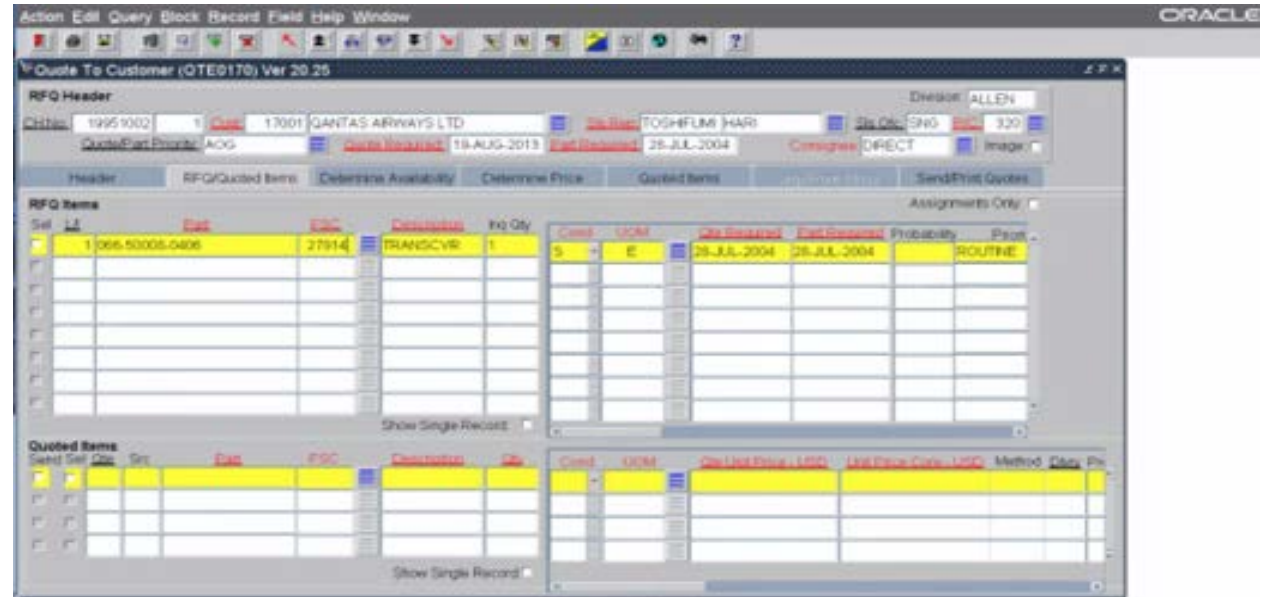 Action Edit Query Block Record Field Help Window
ORACLE
Quote To Customer (QTE0170) Ver 20.25
RFQ Header
Division ALLEN
19951002 1 Cust 17001 QANTAS AIRWAYS LTD TOSHIFUMI HARI Sls Ofc SNG 320
Quote/Part Priority AOG Quote Required 19-AUG-2013 Part Required 28-JUL-2004 Consignee DIRECT Image
Header RFQ/Quoted Items Determine Availability Determine Price Quoted Items Send/Print Quotes
RFQ Items
Assignments Only
Sel LI Part FSC Description Inq Qty Cond UOM Qte Required Part Required Probability Priori
1 066-50008-0406 27914 TRANSCVR 1 S E 28-JUL-2004 28-JUL-2004 ROUTINE
Show Single Record
Quoted Items
Send Sel Qte Src Part FSC Description Qty Cond UOM Qte Unit Price - USD Unit Price Core - USD Method
Show Single Record